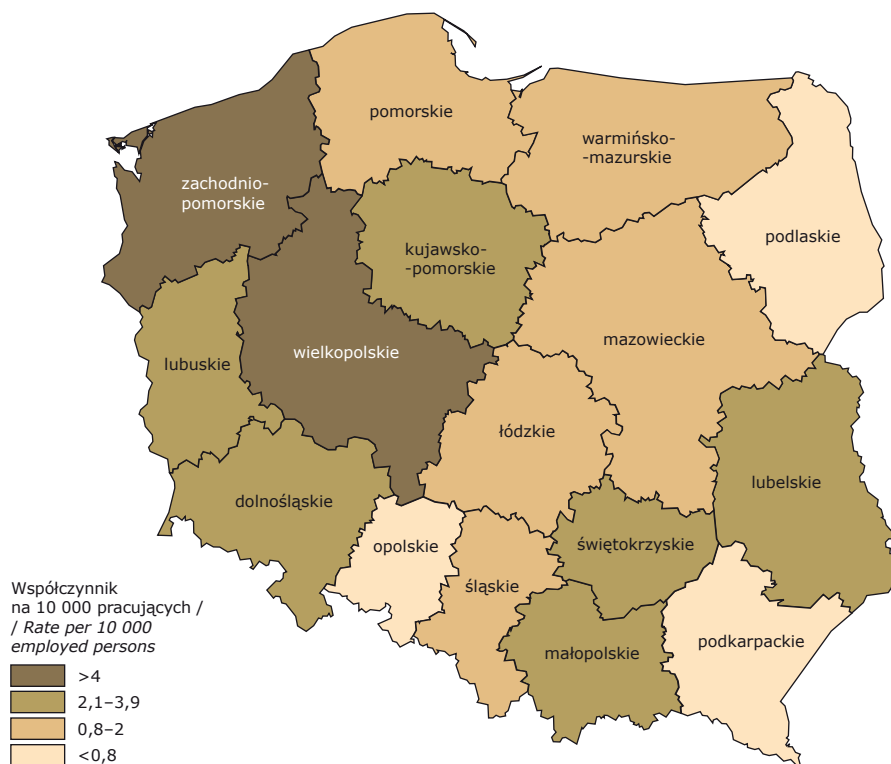 pomorskie
warmińsko-
-mazurskie
zachodnio-
pomorskie
podlaskie
kujawsko-
-pomorskie
mazowieckie
wielkopolskie
lubuskie
łódzkie
lubelskie
dolnośląskie
opolskie
świętokrzyskie
śląskie
podkarpackie
małopolskie
Współczynnik
na 10 000 pracujących /
/ Rate per 10 000
employed persons
>4
2,1–3,9
0,8–2
<0,8